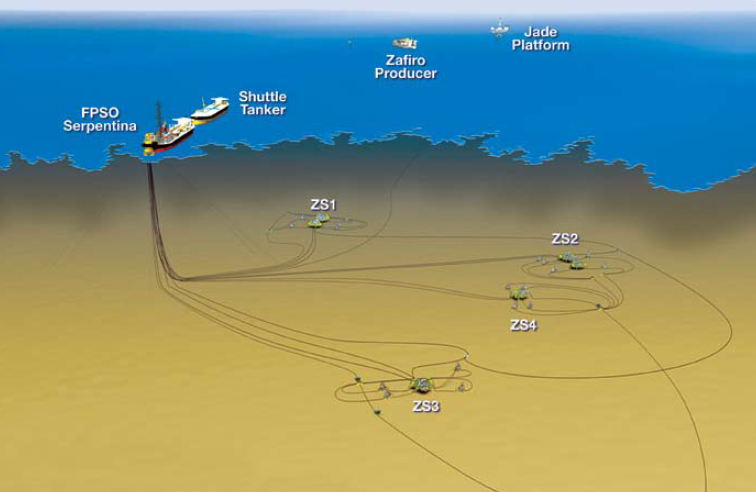 Jade
Platform
Zafiro
Producer
Shuttle
Tanker
FPSO
Serpentina
ZS1
ZS2
ZS4
ZS3